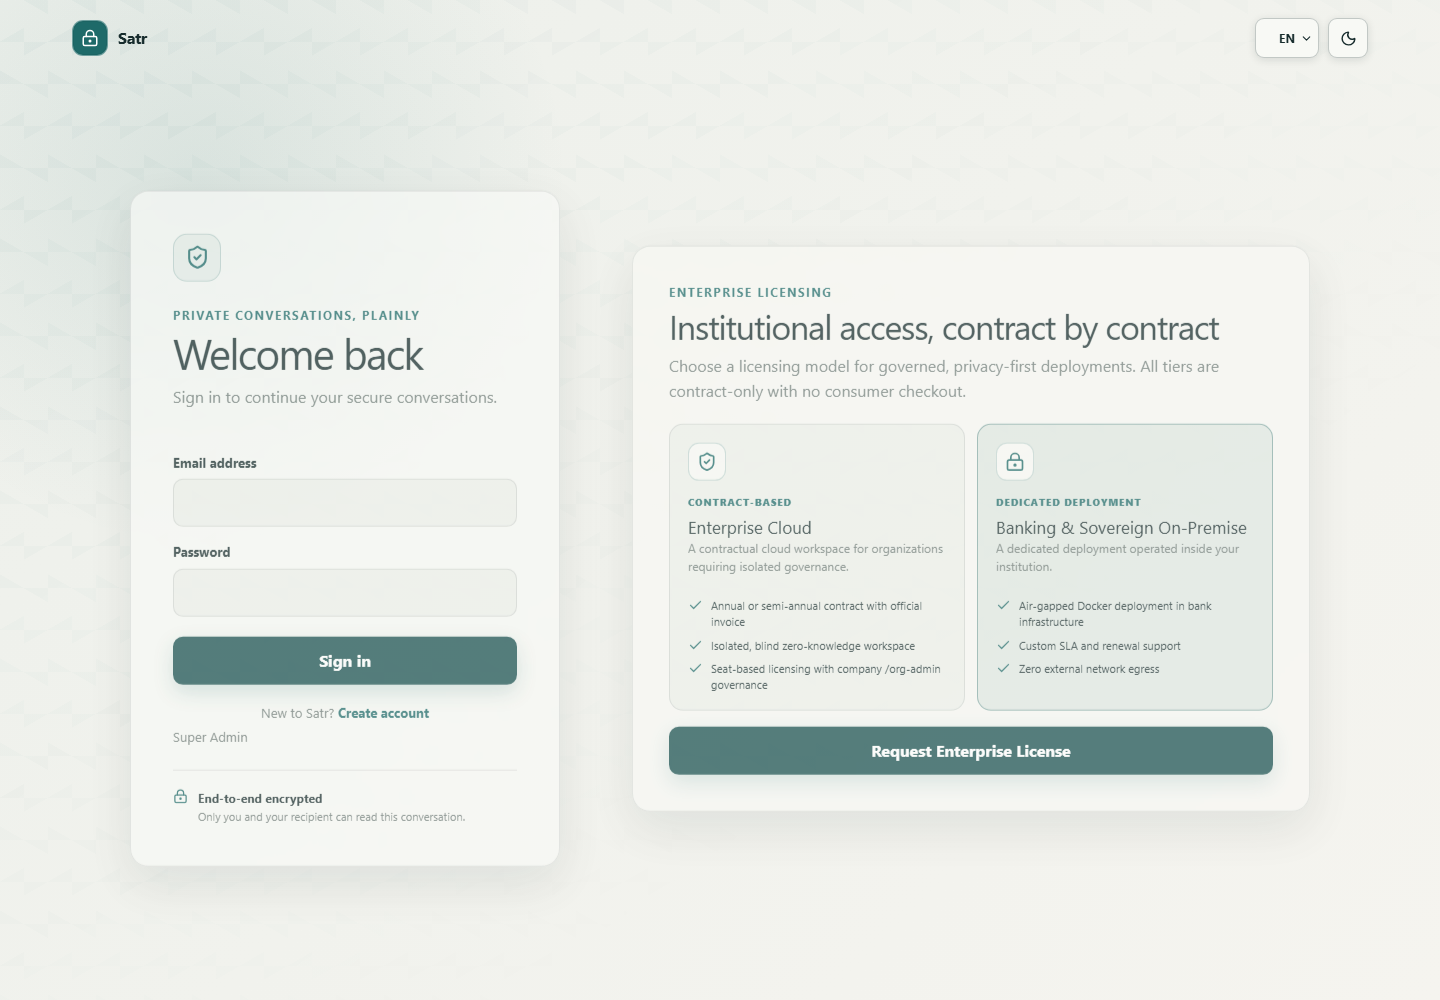 Satr
EN
PRIVATE CONVERSATIONS, PLAINLY
Welcome back
Sign in to continue your secure conversations.
Email address
Password
Sign in
New to Satr? Create account
Super Admin
End-to-end encrypted
Only you and your recipient can read this conversation.
ENTERPRISE LICENSING
Institutional access, contract by contract
Choose a licensing model for governed, privacy-first deployments. All tiers are
contract-only with no consumer checkout.
CONTRACT-BASED
Enterprise Cloud
A contractual cloud workspace for organizations
requiring isolated governance.
Annual or semi-annual contract with official
invoice
Isolated, blind zero-knowledge workspace
Seat-based licensing with company /org-admin
governance
DEDICATED DEPLOYMENT
Banking & Sovereign On-Premise
A dedicated deployment operated inside your
institution.
Air-gapped Docker deployment in bank
infrastructure
Custom SLA and renewal support
Zero external network egress
Request Enterprise License